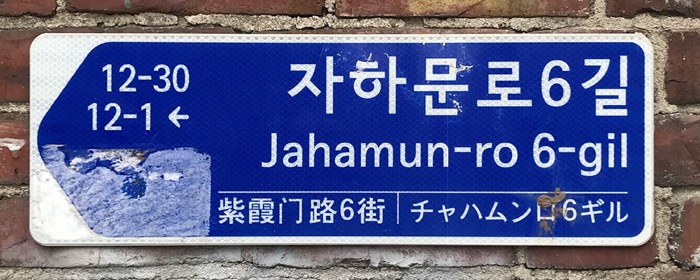 12-30
12-1 ←
자하문로6길
Jahamun-ro 6-gil
紫霞门路6街 | チャハムンロ6ギル